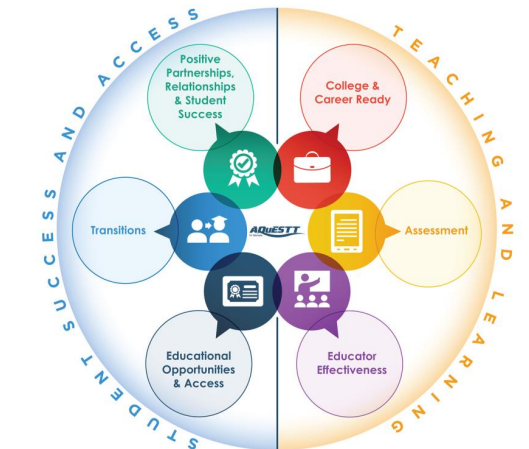 STUDENT SUCCESS AND ACCESS
TEACHING AND LEARNING
Positive
Partnerships,
Relationships
& Student
Success
College &
Career Ready
Transitions
AQuESTT
Assessment
Educational
Opportunities
& Access
Educator
Effectiveness